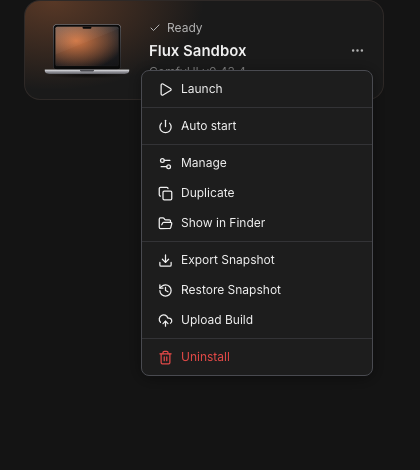 Ready
Flux Sandbox
Launch
Auto start
Manage
Duplicate
Show in Finder
Export Snapshot
Restore Snapshot
Upload Build
Uninstall